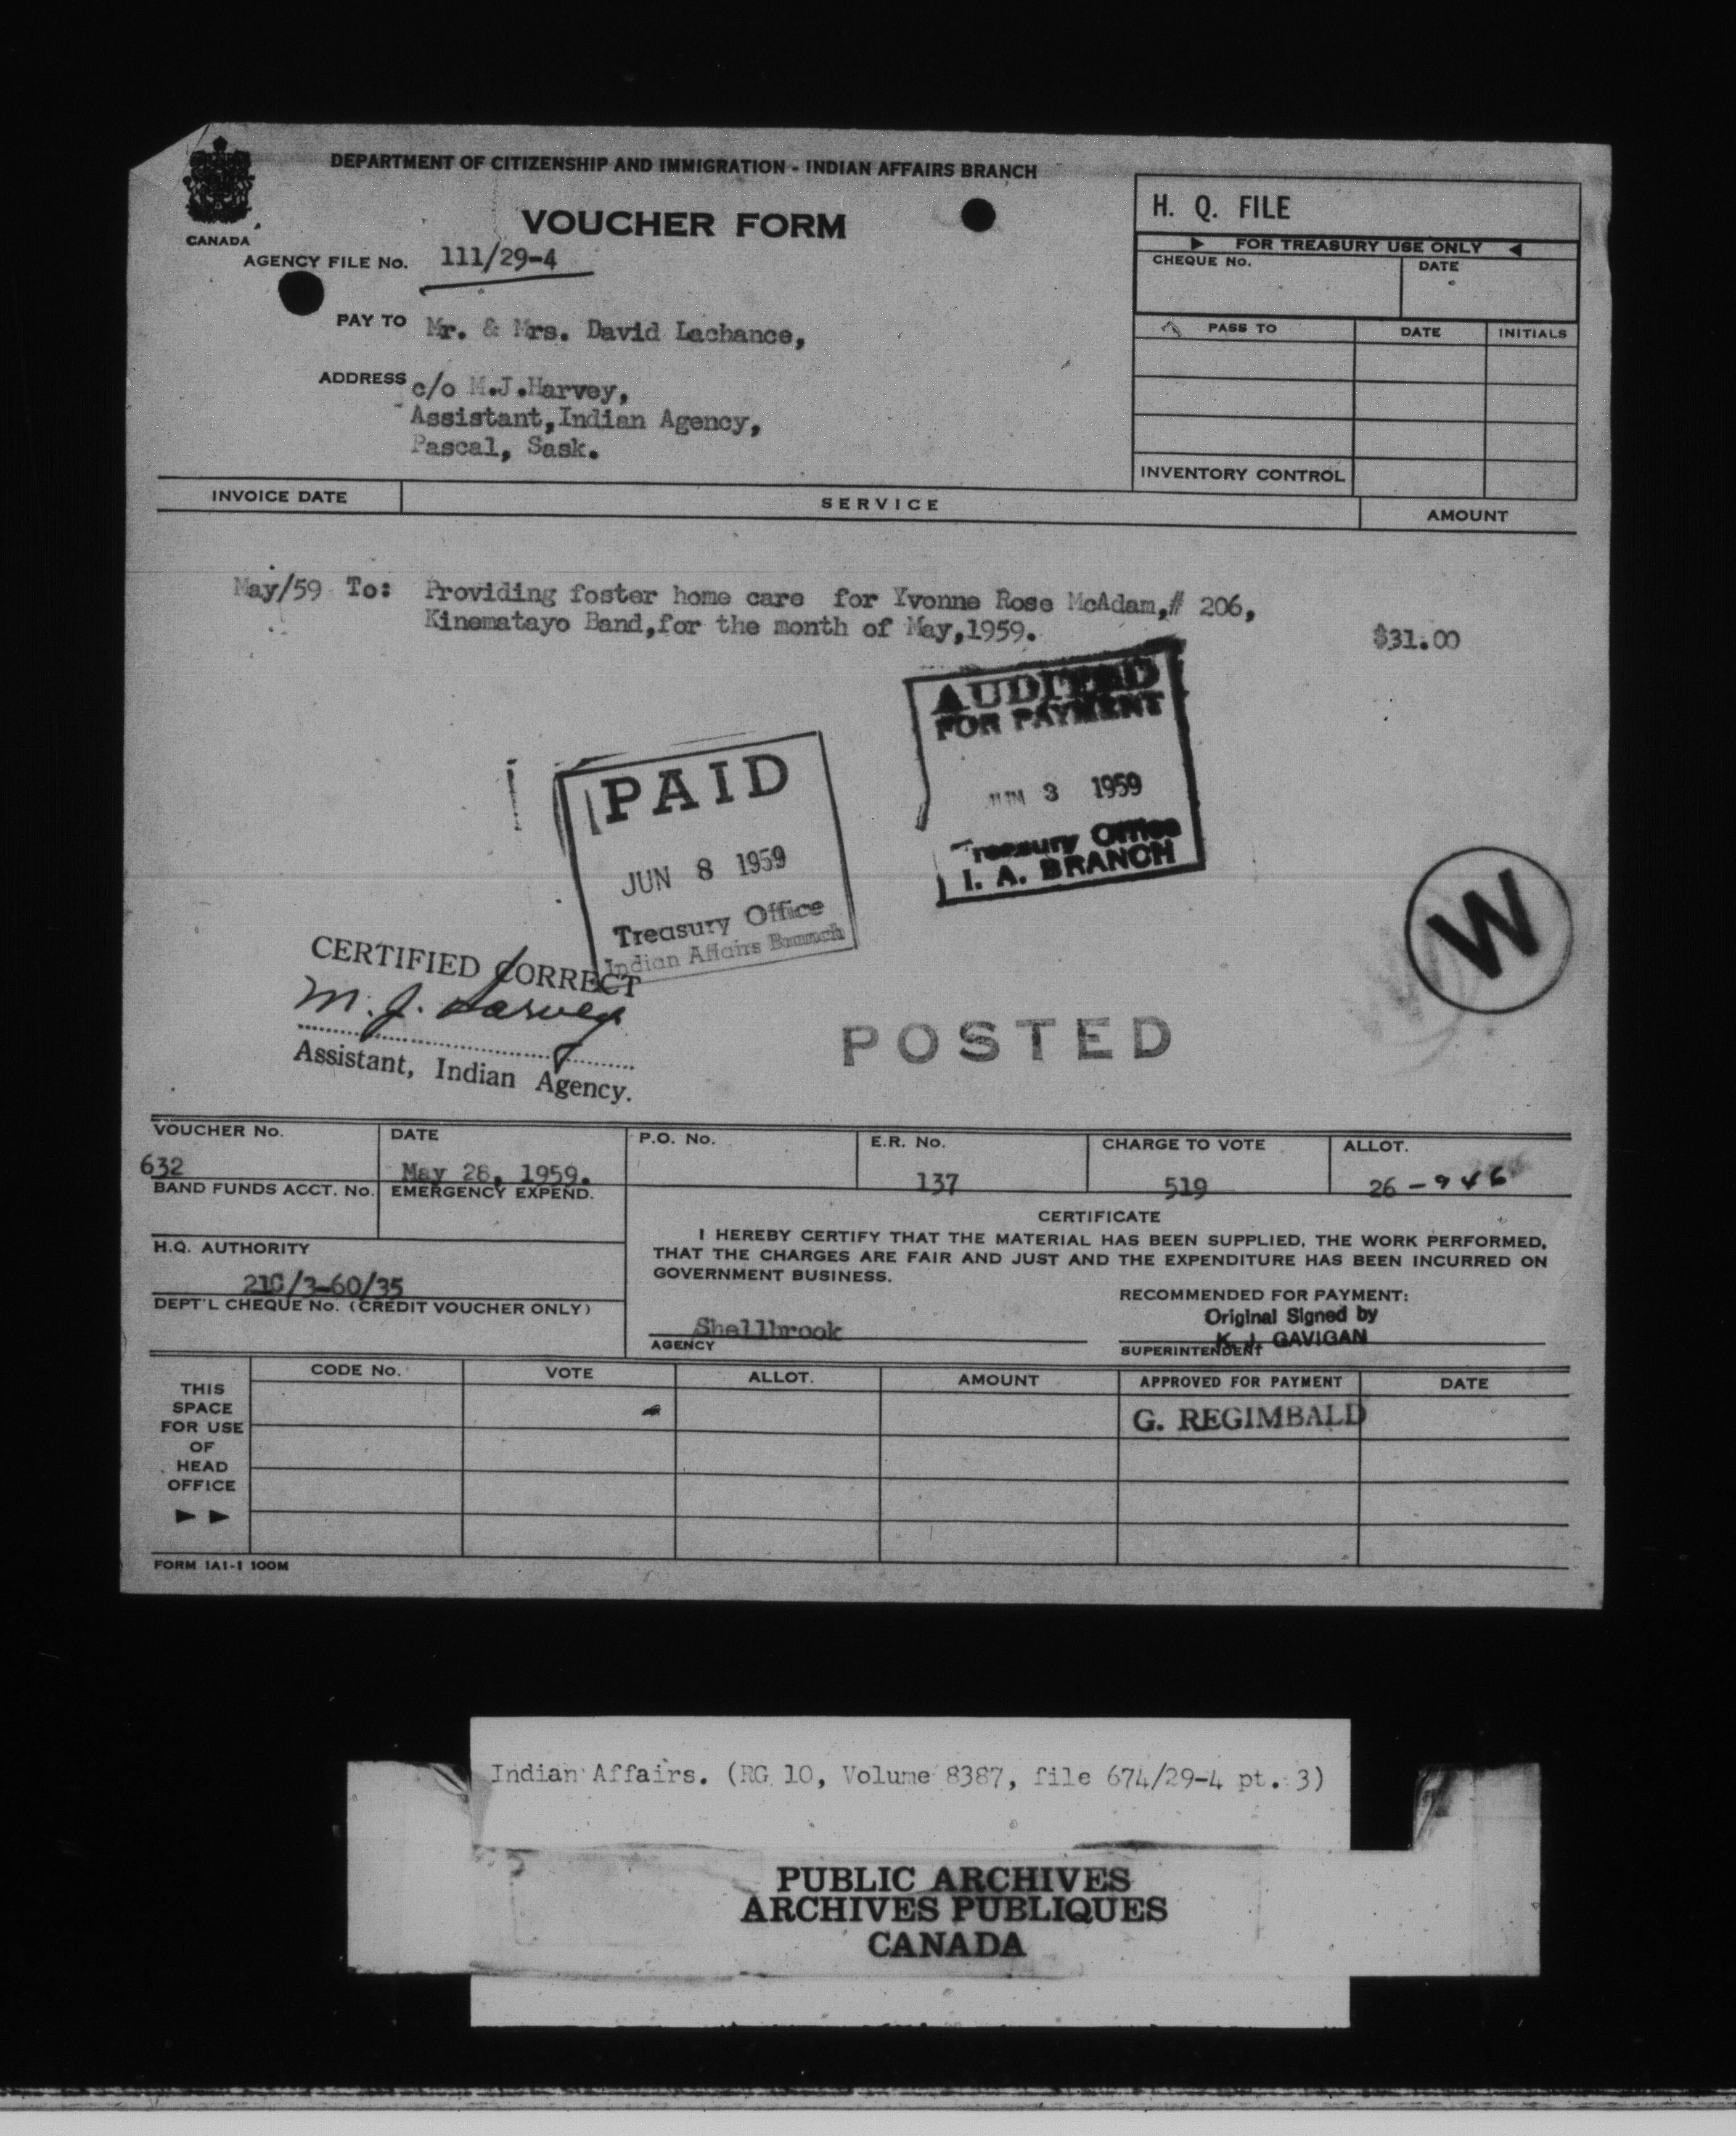 DEPARTMENT OF CITIZENSHIP AND IMMIGRATION - INDIAN AFFAIRS BRANCH
CANADA
VOUCHER FORM
H. Q. FILE
AGENCY FILE No. 111/29-4
FOR TREASURY USE ONLY
CHEQUE No. DATE
PAY TO Mr. & Mrs. David Lachance,
PASS TO DATE INITIALS
ADDRESS c/o M.J.Harvey,
Assistant,Indian Agency,
Pascal, Sask.
INVENTORY CONTROL
INVOICE DATE SERVICE AMOUNT
May/59 To: Providing foster home care for Yvonne Rose McAdam,# 206,
Kinematayo Band,for the month of May,1959. $31.00
AUDITED
FOR PAYMENT
JUN 3 1959
Treasury Office
I. A. BRANCH
PAID
JUN 8 1959
Treasury Office
Indian Affairs Branch
W
CERTIFIED CORRECT
M. J. Harvey
Assistant, Indian Agency.
POSTED
VOUCHER No. DATE P.O. No. E.R. No. CHARGE TO VOTE ALLOT.
632 May 28, 1959. 137 519 26 - 946
BAND FUNDS ACCT. No. EMERGENCY EXPEND.
CERTIFICATE
I HEREBY CERTIFY THAT THE MATERIAL HAS BEEN SUPPLIED, THE WORK PERFORMED,
THAT THE CHARGES ARE FAIR AND JUST AND THE EXPENDITURE HAS BEEN INCURRED ON
GOVERNMENT BUSINESS.
H.Q. AUTHORITY
210/3-60/35
DEPT'L CHEQUE No. (CREDIT VOUCHER ONLY)
RECOMMENDED FOR PAYMENT:
Original Signed by
K. J. GAVIGAN
Shellbrook
AGENCY
SUPERINTENDENT
THIS
SPACE
FOR USE
OF
HEAD
OFFICE
CODE No. VOTE ALLOT. AMOUNT APPROVED FOR PAYMENT DATE
G. REGIMBALD
FORM IA1-1 100M
Indian Affairs. (RG 10, Volume 8387, file 674/29-4 pt. 3)
PUBLIC ARCHIVES
ARCHIVES PUBLIQUES
CANADA